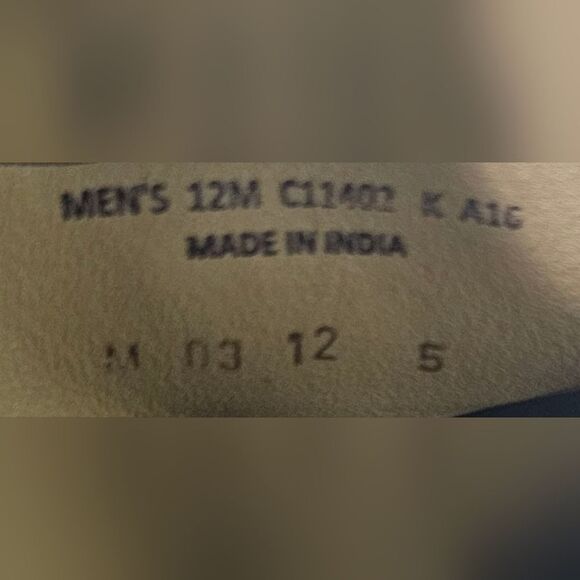 MEN'S 12M C11402 K A16
MADE IN INDIA
M 03 12 5